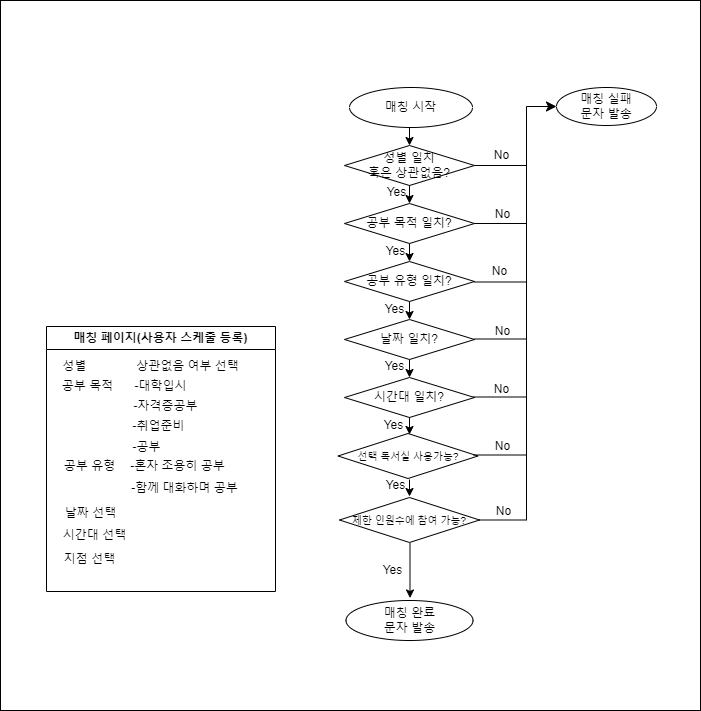 매칭 시작
매칭 실패
문자 발송
성별 일치
혹은 상관없음?
No
Yes
공부 목적 일치?
No
Yes
공부 유형 일치?
No
Yes
날짜 일치?
No
Yes
시간대 일치?
No
Yes
선택 독서실 사용가능?
No
Yes
제한 인원수에 참여 가능?
No
Yes
매칭 완료
문자 발송
매칭 페이지(사용자 스케줄 등록)
성별 상관없음 여부 선택
공부 목적 -대학입시
-자격증공부
-취업준비
-공부
공부 유형 -혼자 조용히 공부
-함께 대화하며 공부
날짜 선택
시간대 선택
지점 선택